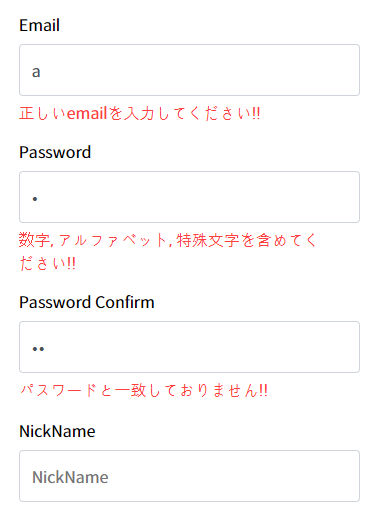 Email
a
正しいemailを入力してください!!
Password
•
数字, アルファベット, 特殊文字を含めてく
ださい!!
Password Confirm
••
パスワードと一致しておりません!!
NickName
NickName